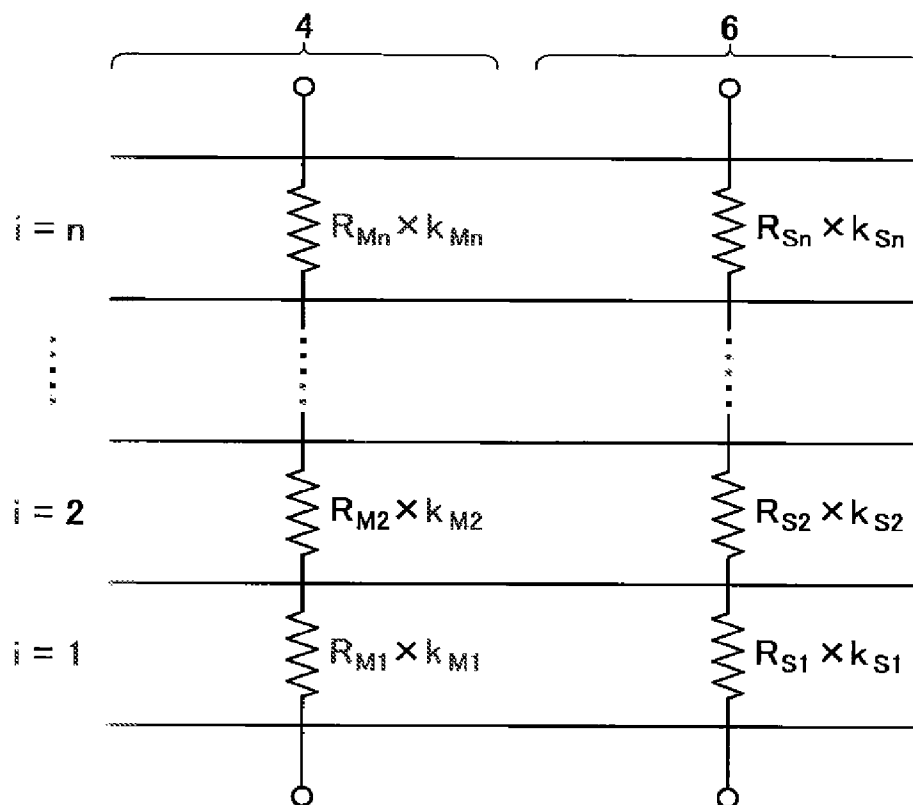 4 6
i = n R_Mn × k_Mn R_Sn × k_Sn
i = 2 R_M2 × k_M2 R_S2 × k_S2
i = 1 R_M1 × k_M1 R_S1 × k_S1